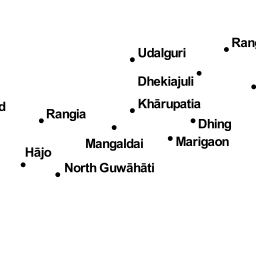 Rang
Udalguri
Dhekiajuli
Khārupatia
d
Rangia
Dhing
Mangaldai
Marigaon
Hājo
North Guwāhāti